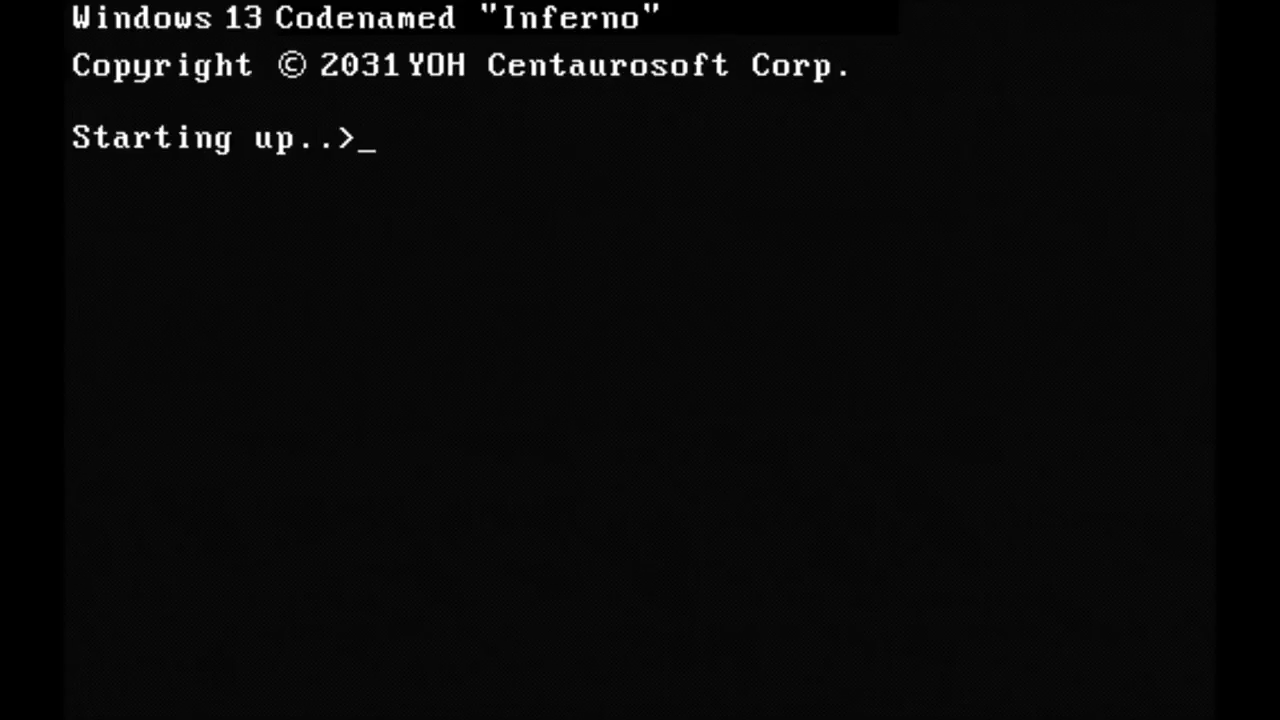 Windows 13 Codenamed "Inferno"
Copyright © 2031 YOH Centaurosoft Corp.
Starting up..>_